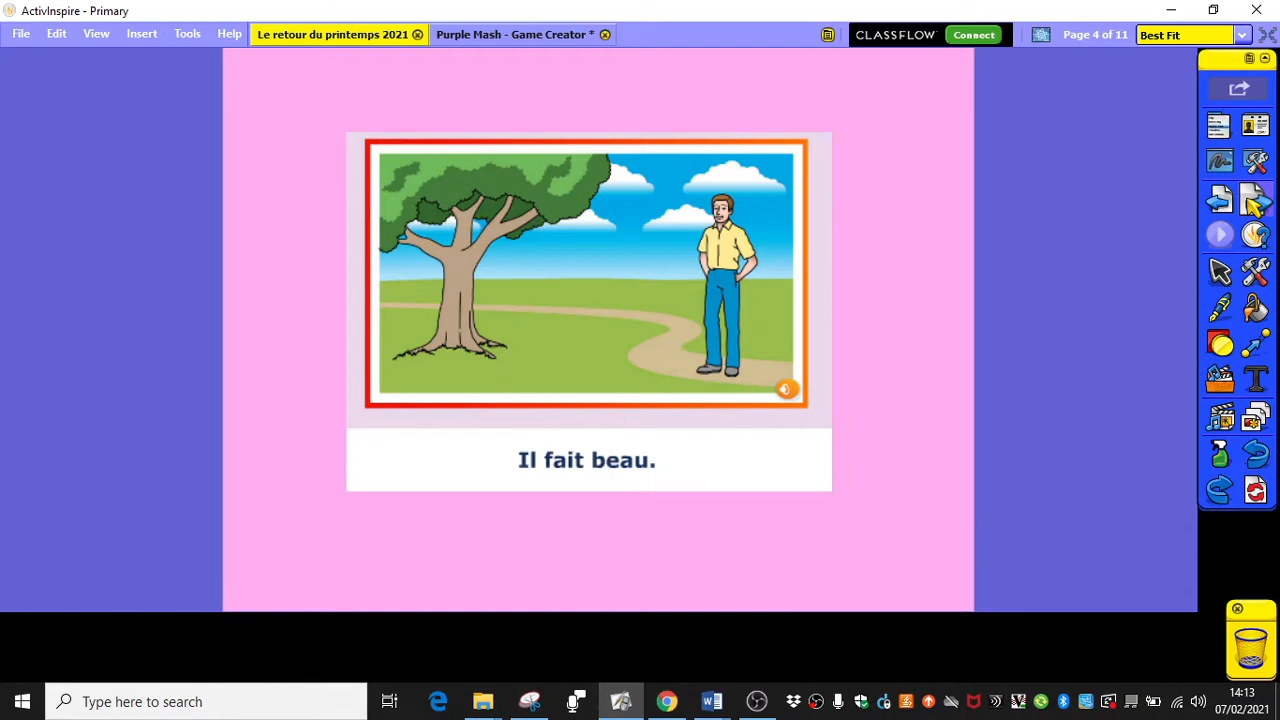 ActivInspire - Primary
File Edit View Insert Tools Help
Le retour du printemps 2021
Purple Mash - Game Creator *
CLASSFLOW Connect
Page 4 of 11
Best Fit
Il fait beau.
Type here to search
14:13
07/02/2021